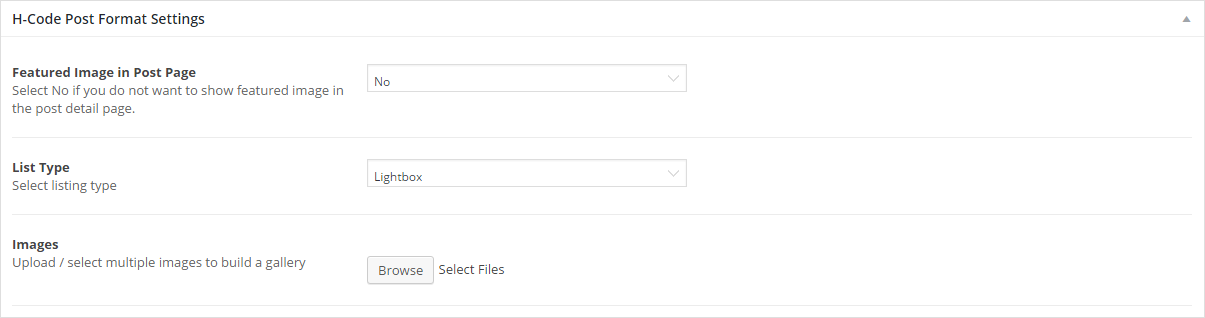 H-Code Post Format Settings
Featured Image in Post Page
Select No if you do not want to show featured image in
the post detail page.
No
List Type
Select listing type
Lightbox
Images
Upload / select multiple images to build a gallery
Browse Select Files